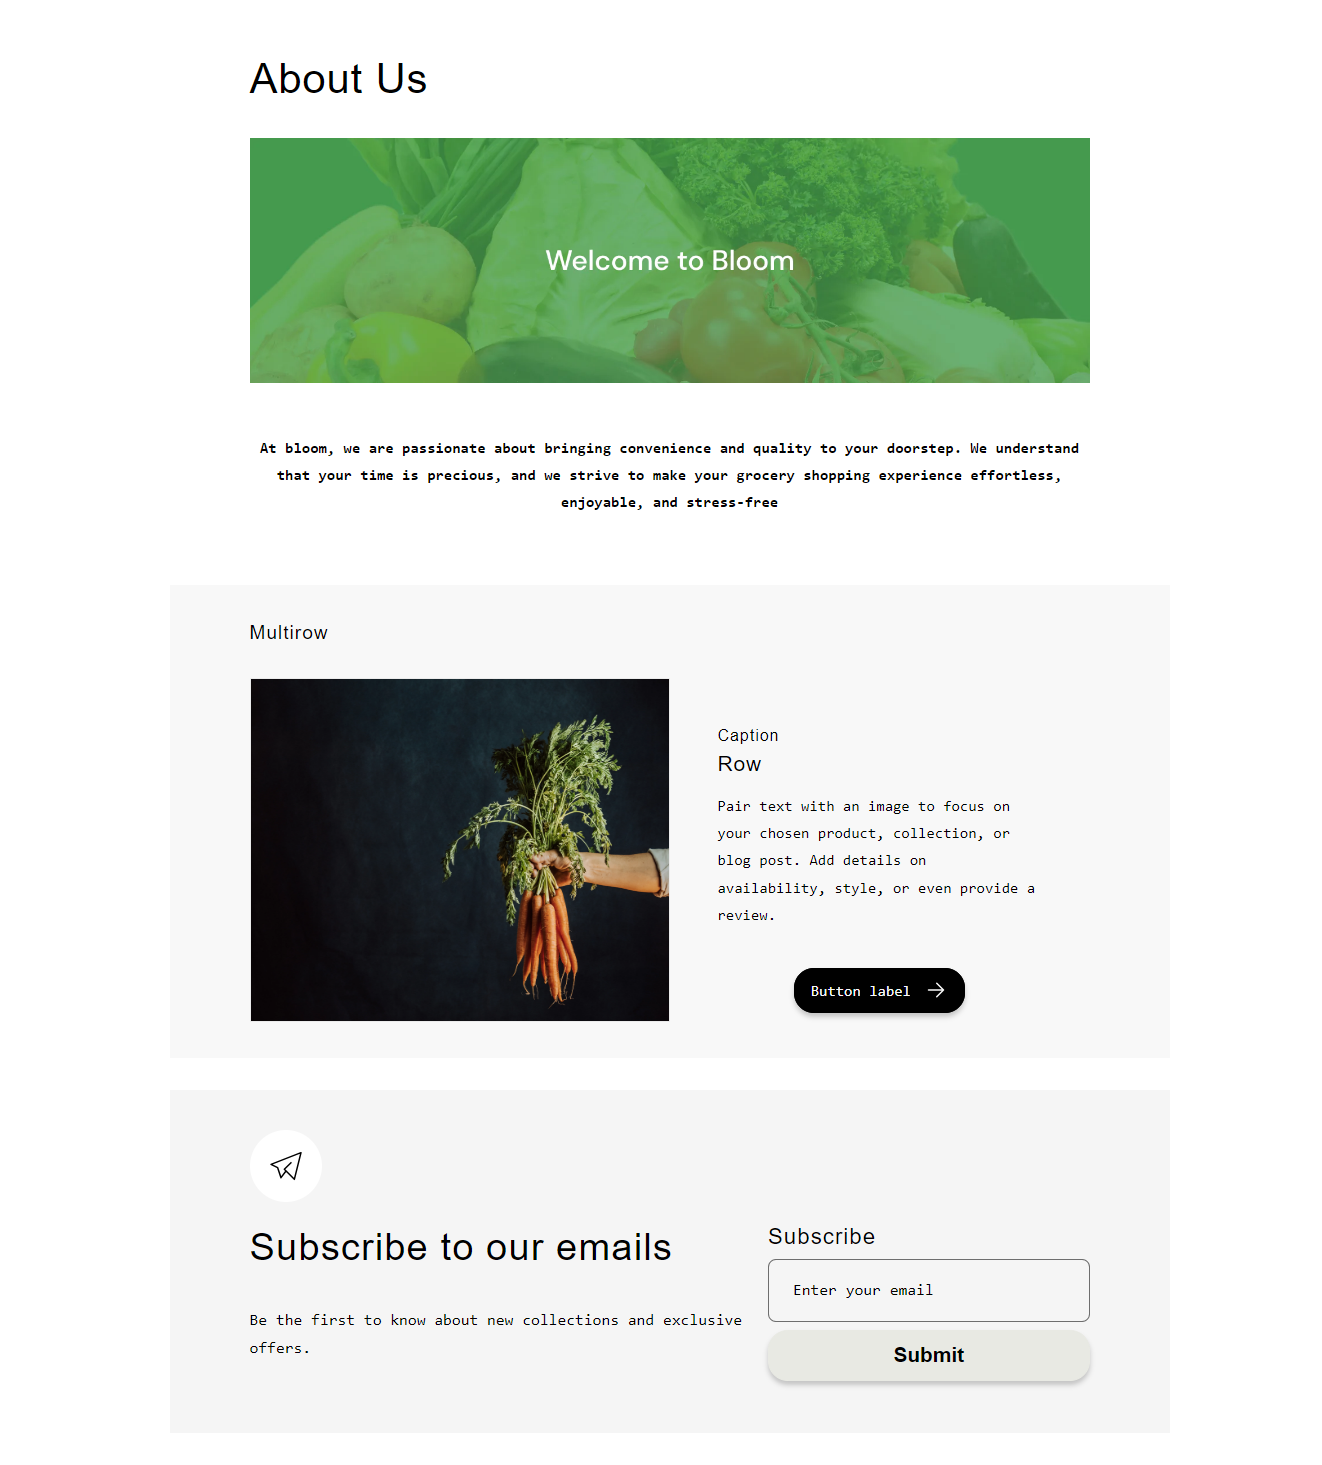 About Us
Welcome to Bloom
At bloom, we are passionate about bringing convenience and quality to your doorstep. We understand
that your time is precious, and we strive to make your grocery shopping experience effortless,
enjoyable, and stress-free
Multirow
Caption
Row
Pair text with an image to focus on
your chosen product, collection, or
blog post. Add details on
availability, style, or even provide a
review.
Button label
Subscribe to our emails
Be the first to know about new collections and exclusive
offers.
Subscribe
Enter your email
Submit